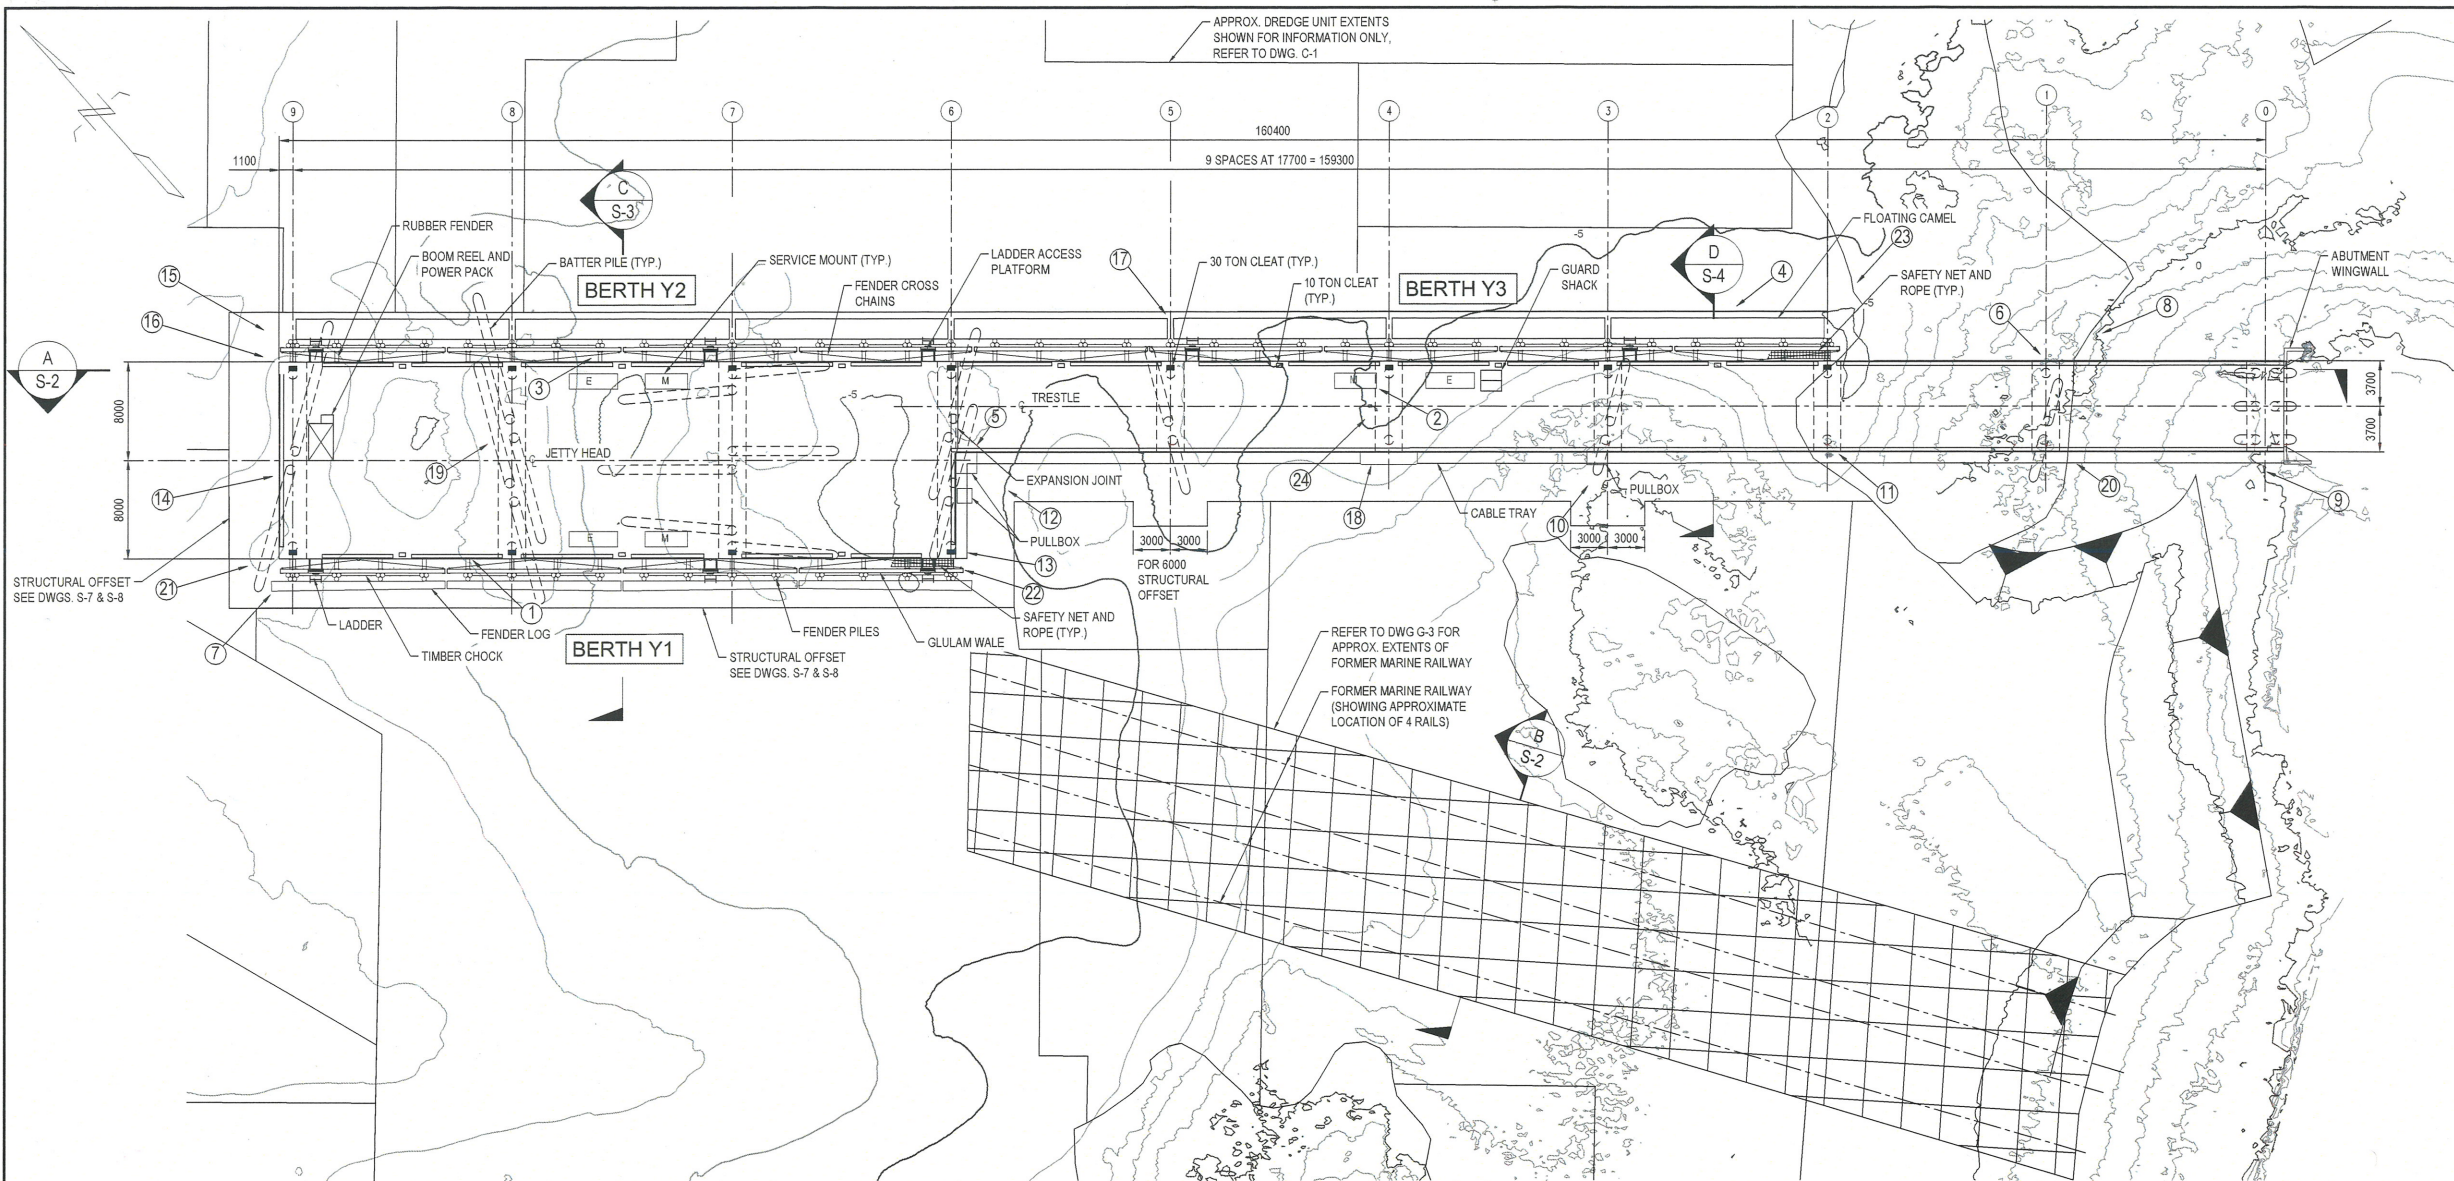 APPROX. DREDGE UNIT EXTENTS
SHOWN FOR INFORMATION ONLY,
REFER TO DWG. C-1
9
8
7
6
5
4
3
2
1
0
160400
1100
9 SPACES AT 17700 = 159300
C
S-3
RUBBER FENDER
BOOM REEL AND
POWER PACK
BATTER PILE (TYP.)
BERTH Y2
SERVICE MOUNT (TYP.)
FENDER CROSS
CHAINS
LADDER ACCESS
PLATFORM
17
30 TON CLEAT (TYP.)
10 TON CLEAT
(TYP.)
BERTH Y3
-5
GUARD
SHACK
D
S-4
4
FLOATING CAMEL
23
SAFETY NET AND
ROPE (TYP.)
-5
6
8
ABUTMENT
WINGWALL
15
16
A
S-2
3
E
M
-5
M
E
2
℄
TRESTLE
5
8000
8000
3700
3700
19
℄
JETTY HEAD
14
EXPANSION JOINT
12
24
18
CABLE TRAY
PULLBOX
10
11
20
9
PULLBOX
3000
3000
FOR 6000
STRUCTURAL
OFFSET
3000
3000
E
M
13
STRUCTURAL OFFSET
SEE DWGS. S-7 & S-8
21
22
7
LADDER
1
FENDER LOG
TIMBER CHOCK
BERTH Y1
FENDER PILES
STRUCTURAL OFFSET
SEE DWGS. S-7 & S-8
GLULAM WALE
SAFETY NET AND
ROPE (TYP.)
REFER TO DWG G-3 FOR
APPROX. EXTENTS OF
FORMER MARINE RAILWAY
FORMER MARINE RAILWAY
(SHOWING APPROXIMATE
LOCATION OF 4 RAILS)
B
S-2